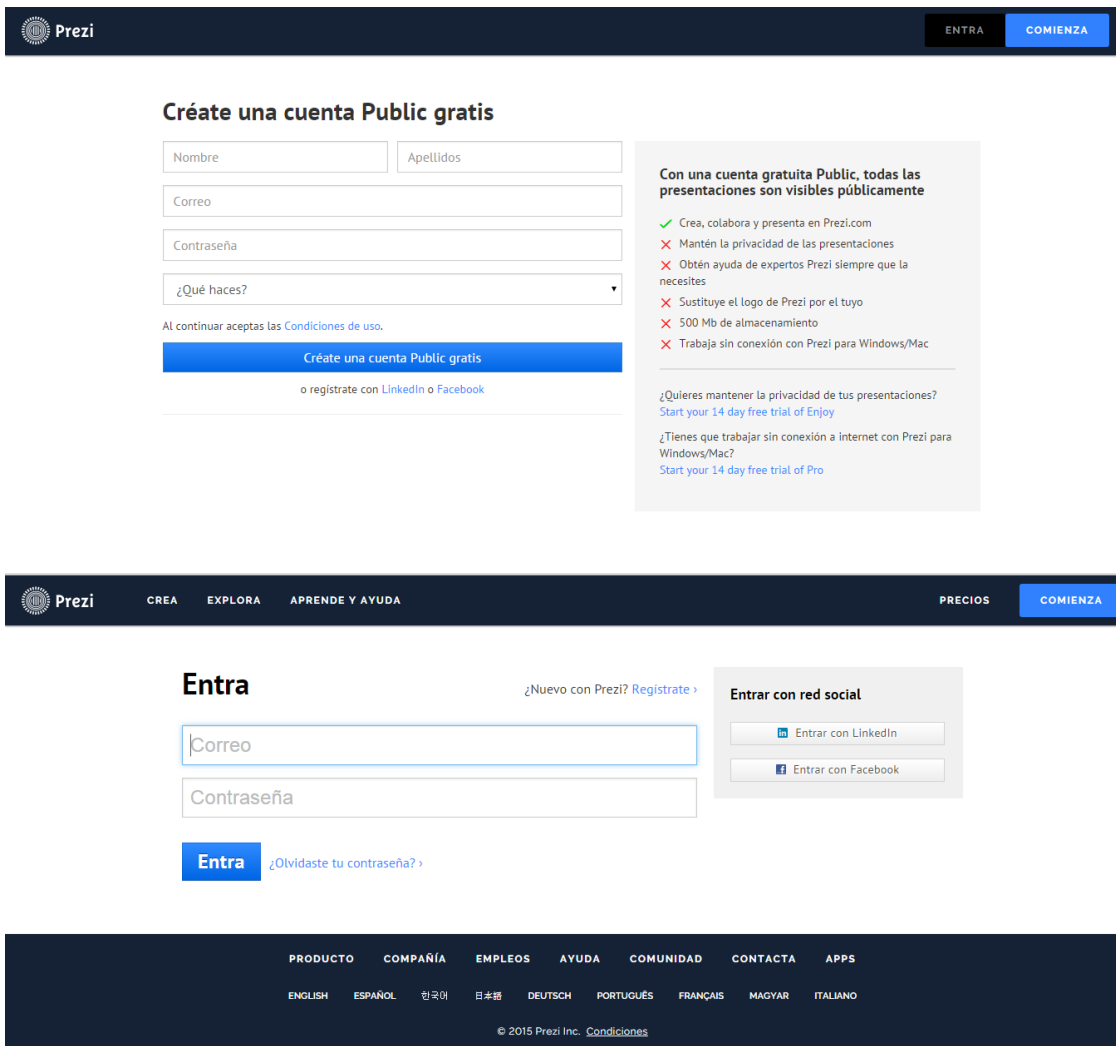 Prezi
ENTRA
COMIENZA
Créate una cuenta Public gratis
Nombre
Apellidos
Correo
Contraseña
¿Qué haces?
Al continuar aceptas las Condiciones de uso.
Créate una cuenta Public gratis
o regístrate con LinkedIn o Facebook
Con una cuenta gratuita Public, todas las
presentaciones son visibles públicamente
Crea, colabora y presenta en Prezi.com
Mantén la privacidad de las presentaciones
Obtén ayuda de expertos Prezi siempre que la
necesites
Sustituye el logo de Prezi por el tuyo
500 Mb de almacenamiento
Trabaja sin conexión con Prezi para Windows/Mac
¿Quieres mantener la privacidad de tus presentaciones?
Start your 14 day free trial of Enjoy
¿Tienes que trabajar sin conexión a internet con Prezi para
Windows/Mac?
Start your 14 day free trial of Pro
Prezi
CREA
EXPLORA
APRENDE Y AYUDA
PRECIOS
COMIENZA
Entra
¿Nuevo con Prezi? Regístrate ›
Correo
Contraseña
Entra
¿Olvidaste tu contraseña? ›
Entrar con red social
Entrar con LinkedIn
Entrar con Facebook
PRODUCTO COMPAÑÍA EMPLEOS AYUDA COMUNIDAD CONTACTA APPS
ENGLISH ESPAÑOL 한국어 日本語 DEUTSCH PORTUGUÊS FRANÇAIS MAGYAR ITALIANO
© 2015 Prezi Inc. Condiciones